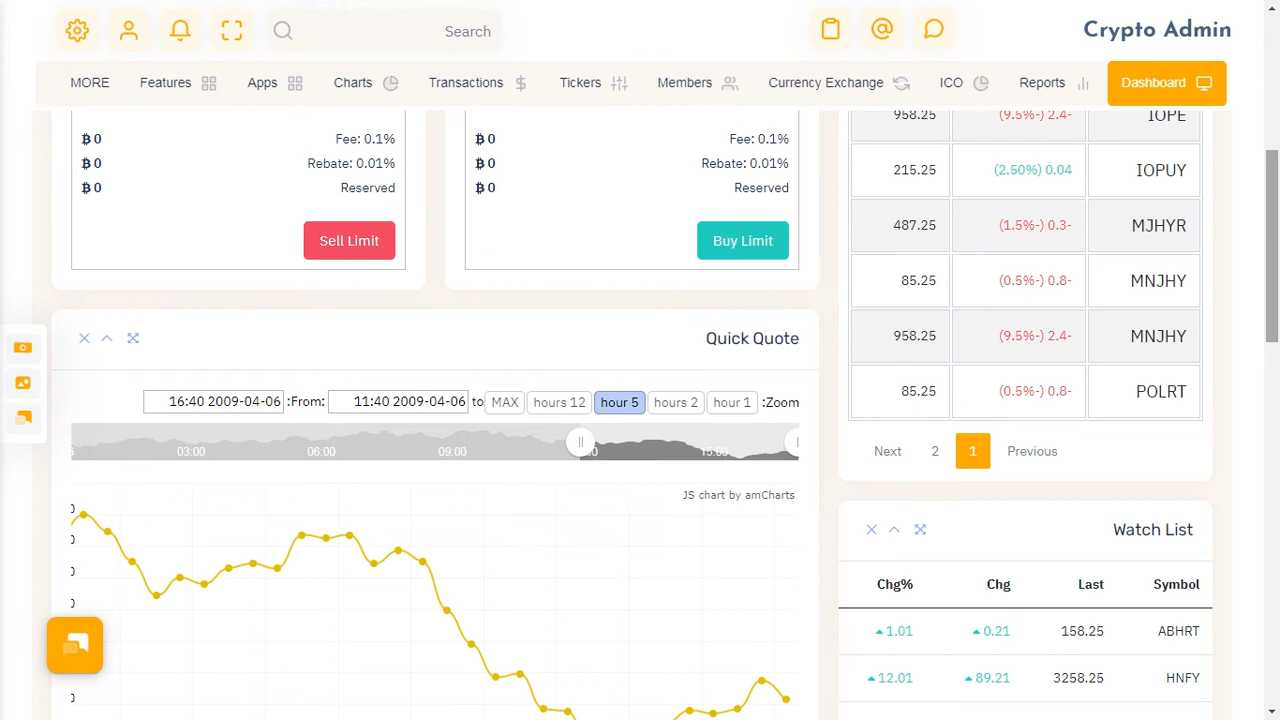 Search
Crypto Admin
MORE Features Apps Charts Transactions Tickers Members Currency Exchange ICO Reports Dashboard
₿ 0 Fee: 0.1%
₿ 0 Rebate: 0.01%
₿ 0 Reserved
Sell Limit
₿ 0 Fee: 0.1%
₿ 0 Rebate: 0.01%
₿ 0 Reserved
Buy Limit
958.25 (9.5%-) 2.4- IOPE
215.25 (2.50%) 0.04 IOPUY
487.25 (1.5%-) 0.3- MJHYR
85.25 (0.5%-) 0.8- MNJHY
958.25 (9.5%-) 2.4- MNJHY
85.25 (0.5%-) 0.8- POLRT
Next 2 1 Previous
Quick Quote
16:40 2009-04-06 :From: 11:40 2009-04-06 to MAX hours 12 hour 5 hours 2 hour 1 :Zoom
03:00 06:00 09:00 15:00
JS chart by amCharts
Watch List
Chg% Chg Last Symbol
1.01 0.21 158.25 ABHRT
12.01 89.21 3258.25 HNFY